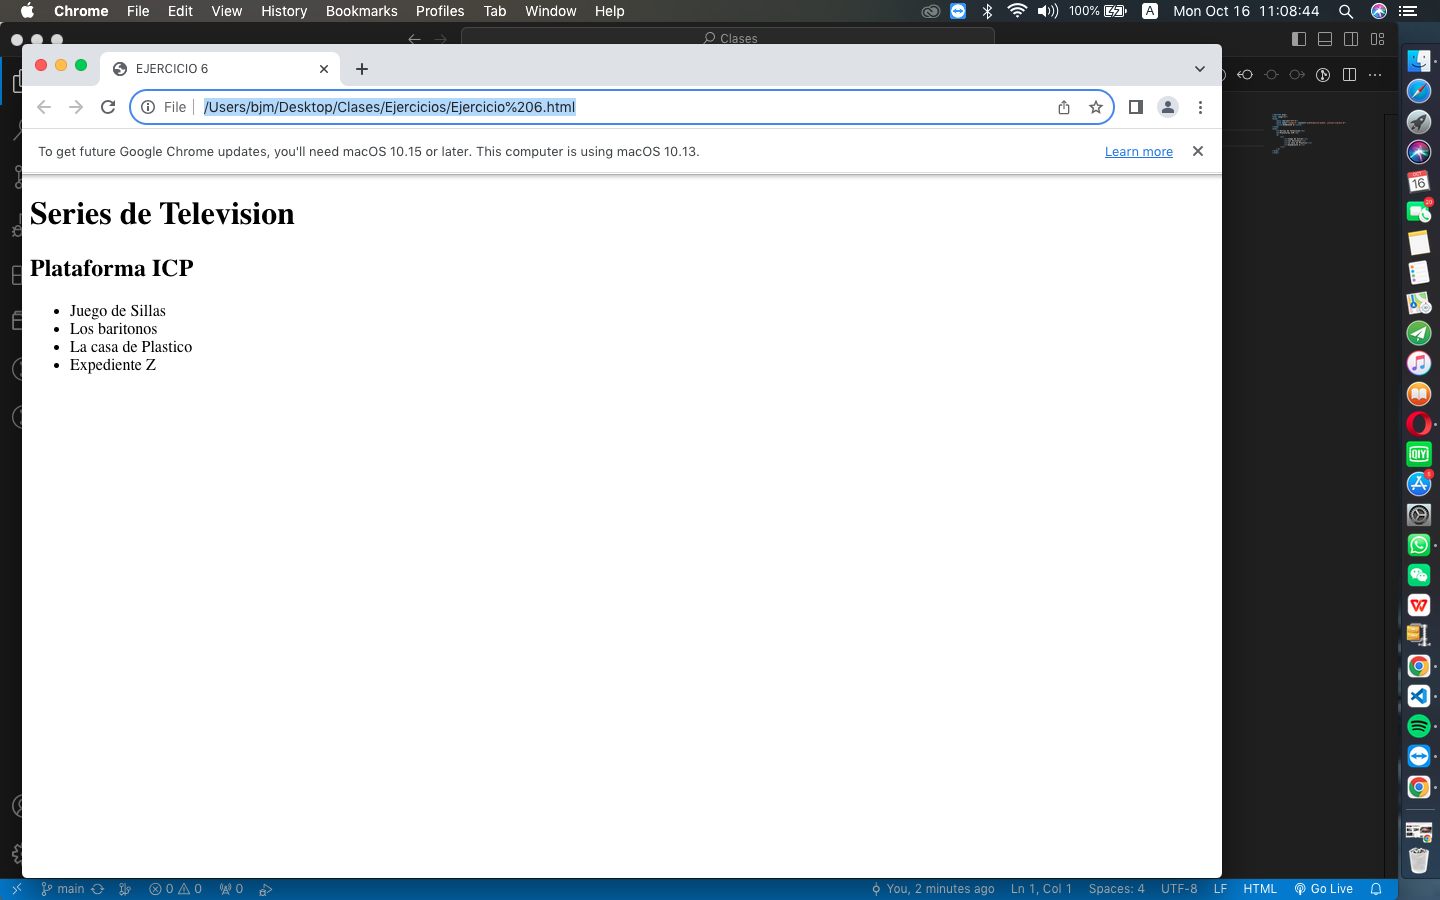 Chrome File Edit View History Bookmarks Profiles Tab Window Help 100% A Mon Oct 16 11:08:44
Clases
EJERCICIO 6
File /Users/bjm/Desktop/Clases/Ejercicios/Ejercicio%206.html
To get future Google Chrome updates, you'll need macOS 10.15 or later. This computer is using macOS 10.13. Learn more
Series de Television
Plataforma ICP
• Juego de Sillas
• Los baritonos
• La casa de Plastico
• Expediente Z
main 0 0 0 You, 2 minutes ago Ln 1, Col 1 Spaces: 4 UTF-8 LF HTML Go Live
OCT
16
iQIY